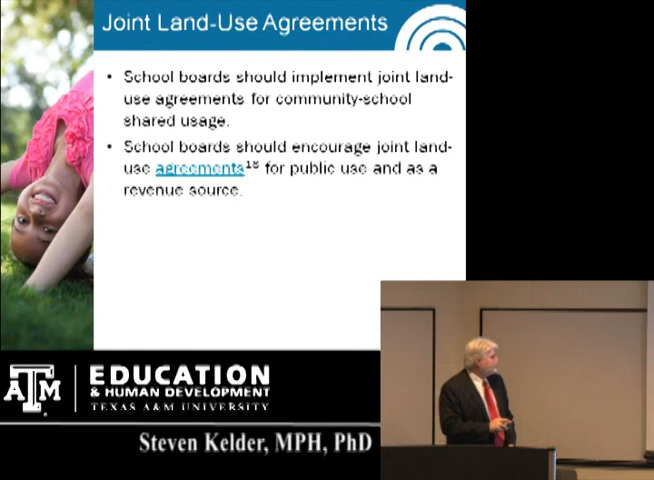 Joint Land-Use Agreements
• School boards should implement joint land-
use agreements for community-school
shared usage.
• School boards should encourage joint land-
use agreements18 for public use and as a
revenue source.
ATM
EDUCATION
& HUMAN DEVELOPMENT
TEXAS A&M UNIVERSITY
Steven Kelder, MPH, PhD